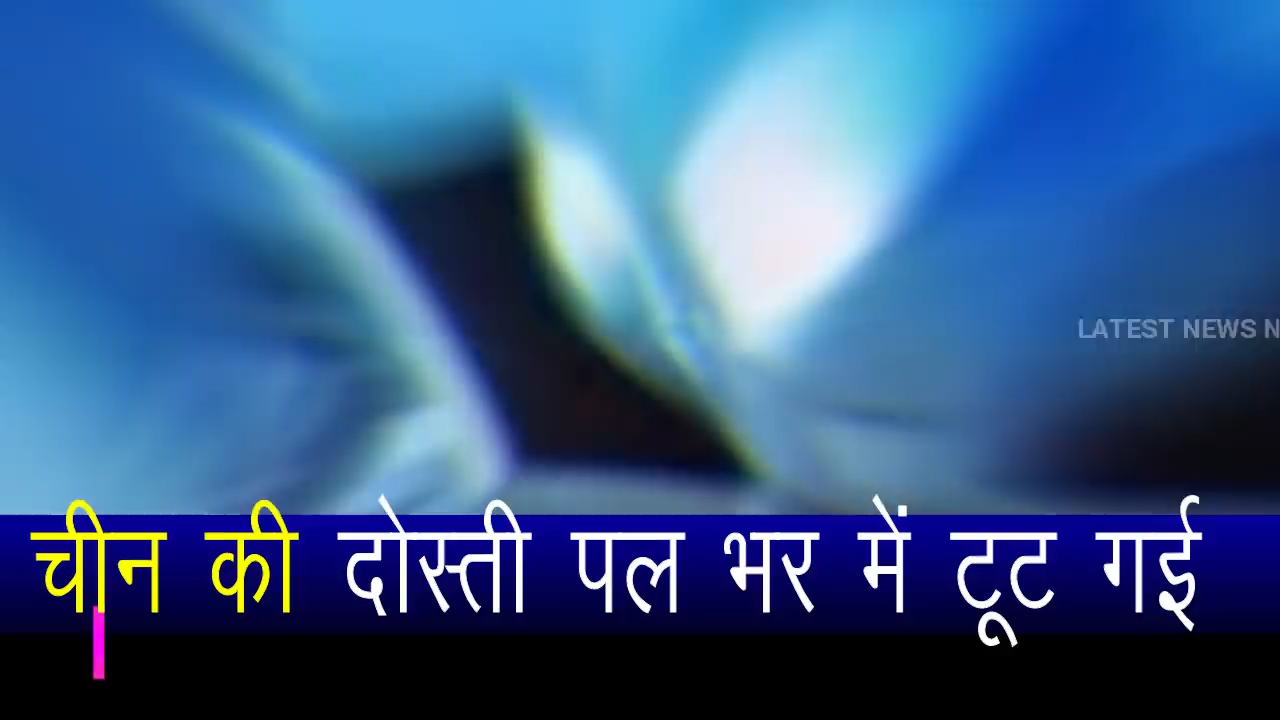 LATEST NEWS N
चीन की दोस्ती पल भर में टूट गई